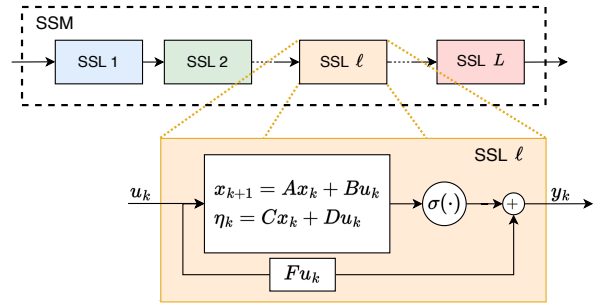 SSM
SSL 1
SSL 2
SSL ℓ
SSL L
SSL ℓ
u_k
x_{k+1} = Ax_k + Bu_k
η_k = Cx_k + Du_k
σ(·)
+
y_k
Fu_k